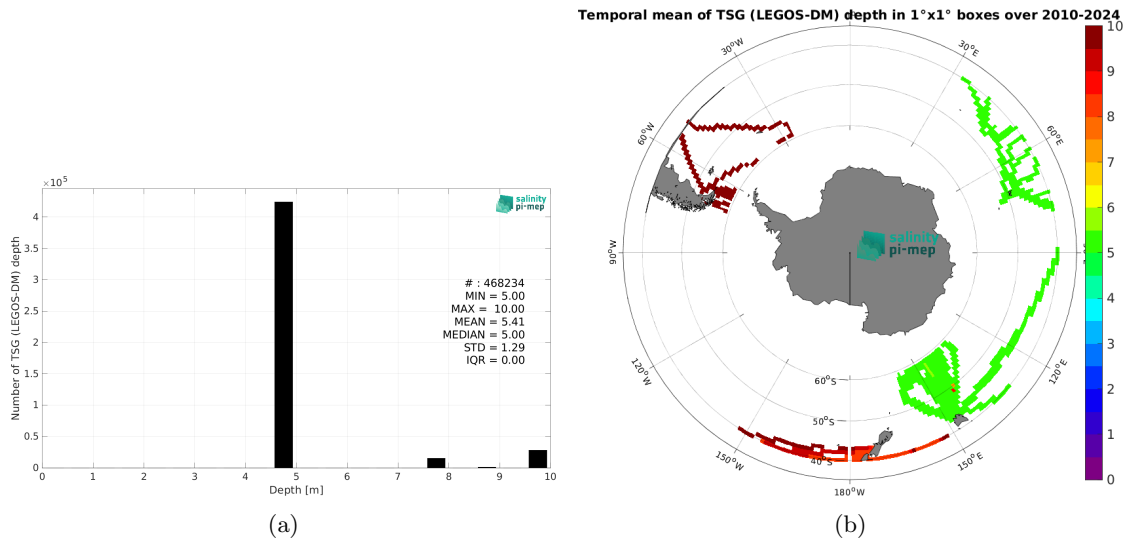 Temporal mean of TSG (LEGOS-DM) depth in 1°x1° boxes over 2010-2024
×10⁵
4
3.5
3
2.5
2
1.5
1
0.5
0
Number of TSG (LEGOS-DM) depth
0 1 2 3 4 5 6 7 8 9 10
Depth [m]
salinity
pi-mep
# : 468234
MIN = 5.00
MAX = 10.00
MEAN = 5.41
MEDIAN = 5.00
STD = 1.29
IQR = 0.00
30°W
30°E
60°W
60°E
90°W
120°W
120°E
150°W
150°E
180°W
60°S
50°S
40°S
salinity
pi-mep
10
9
8
7
6
5
4
3
2
1
0
(a)
(b)